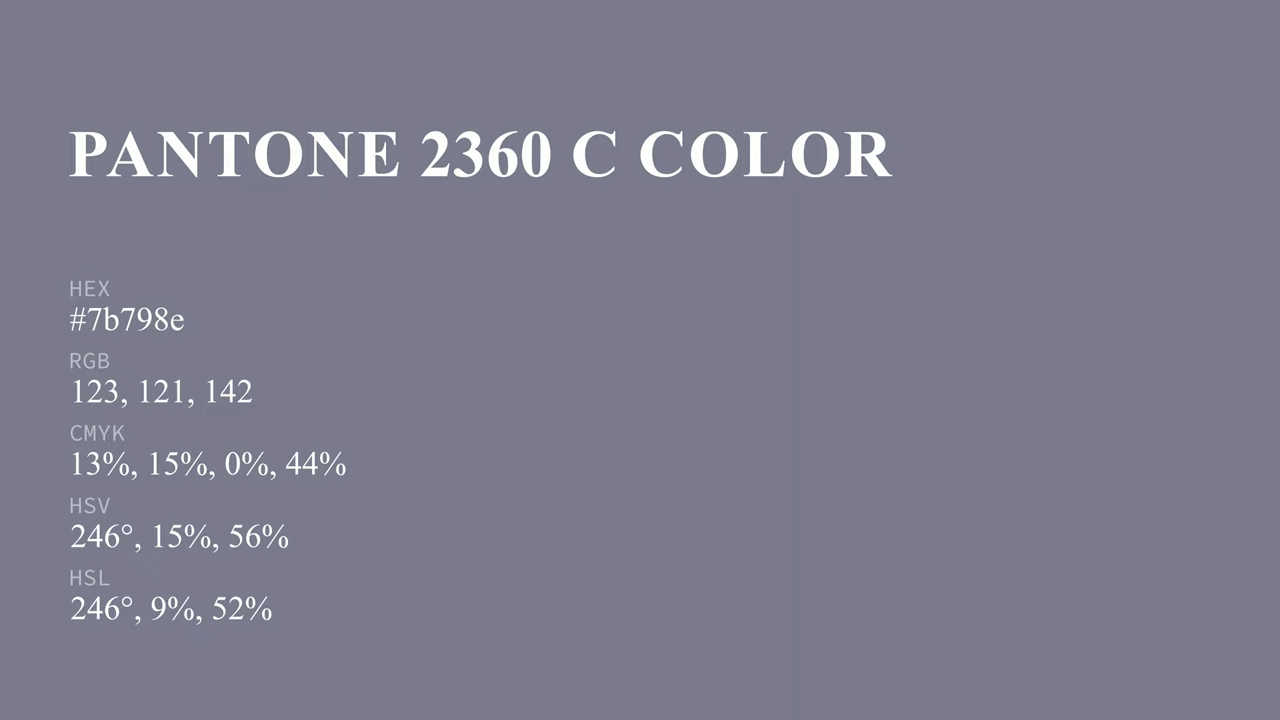 PANTONE 2360 C COLOR
HEX
#7b798e
RGB
123, 121, 142
CMYK
13%, 15%, 0%, 44%
HSV
246°, 15%, 56%
HSL
246°, 9%, 52%